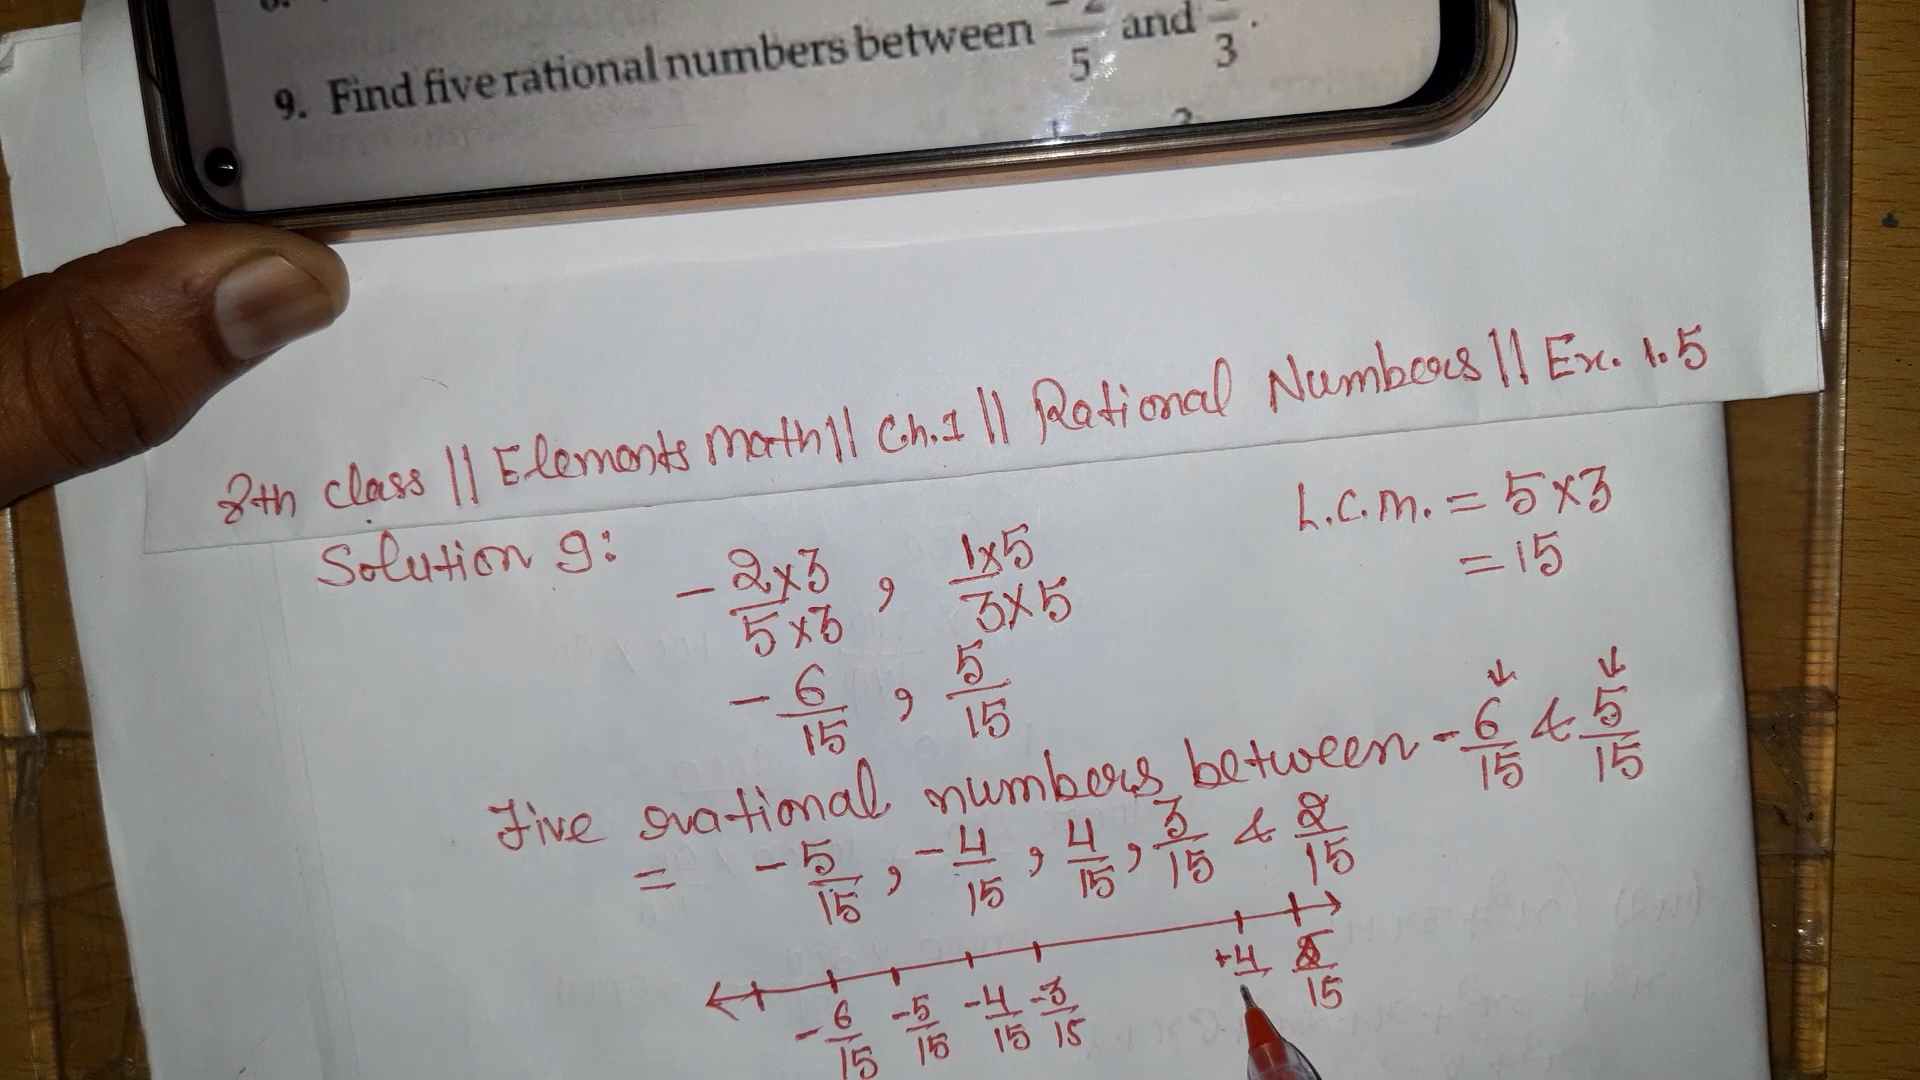 9. Find five rational numbers between -2/5 and /3.
8th class || Elements math || Ch.1 || Rational Numbers || Ex. 1.5
Solution 9:
L.C.M. = 5×3
= 15
- 2×3/5×3 , 1×5/3×5
- 6/15 , 5/15
Five rational numbers between - 6/15 & 5/15
= - 5/15 , - 4/15 , 4/15 , 3/15 & 2/15
- 6/15 -5/15 -4/15 -3/15 +4/ /15